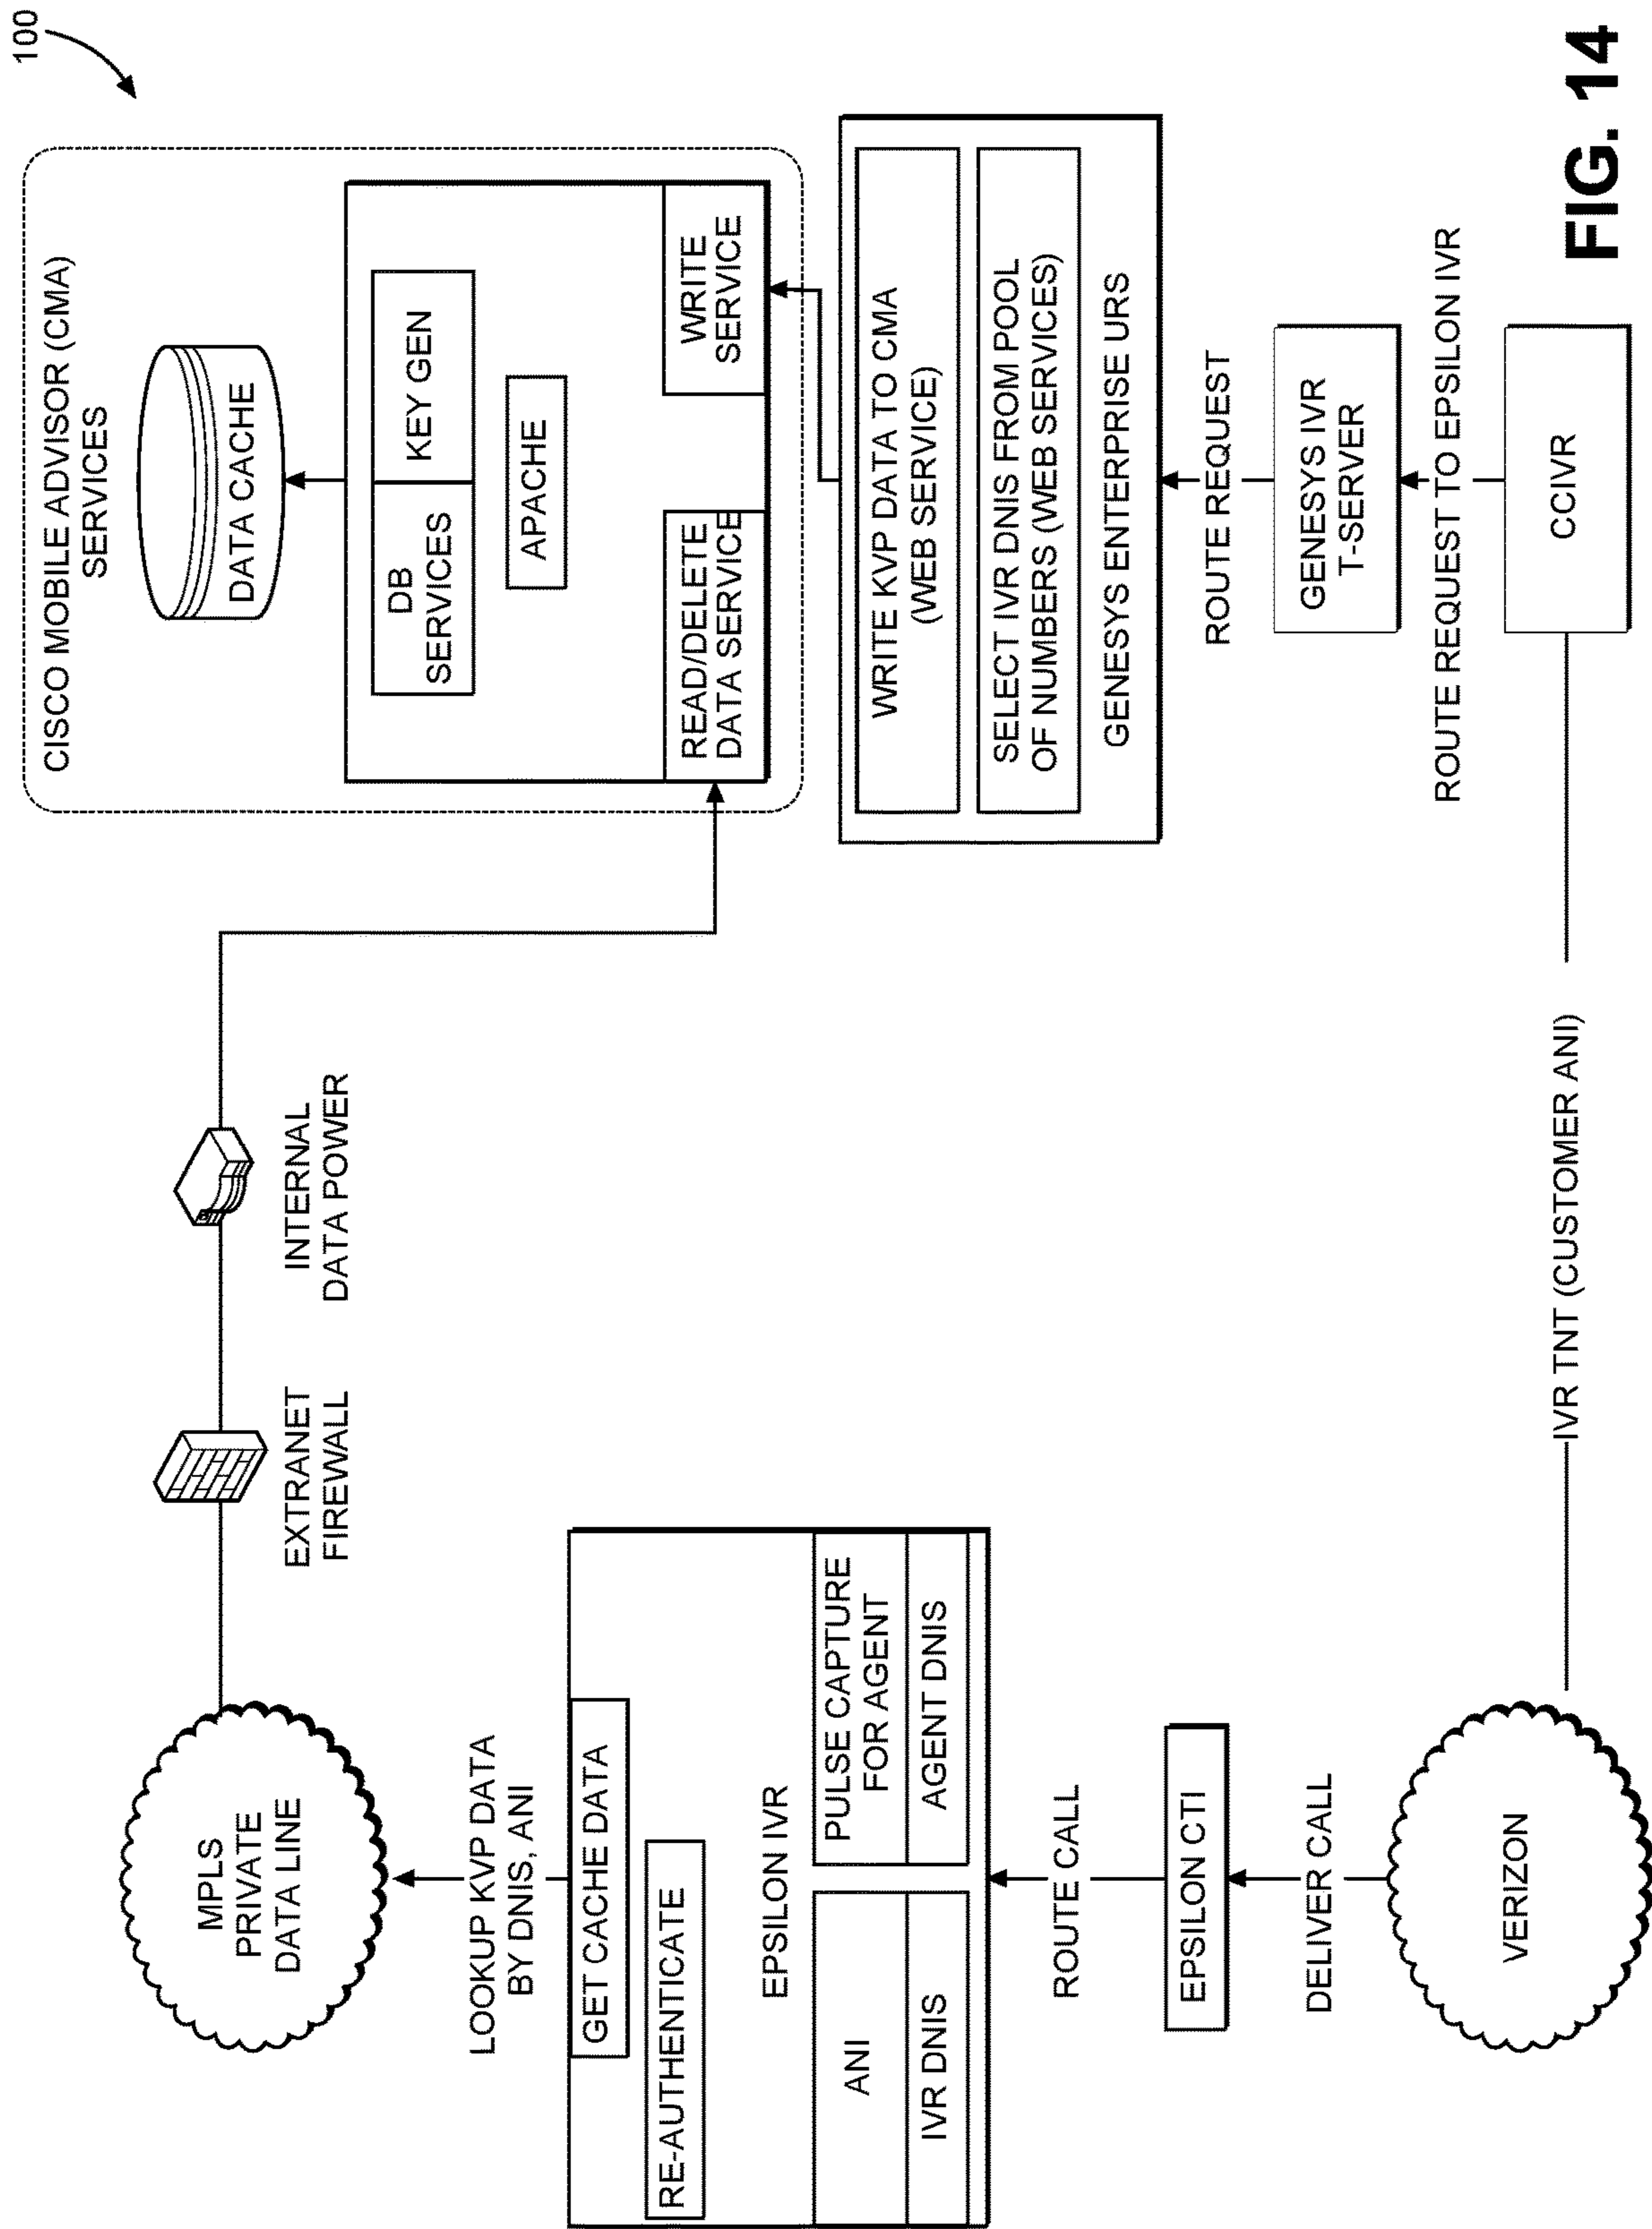 100
CISCO MOBILE ADVISOR (CMA)
SERVICES
DATA CACHE
DB
SERVICES
KEY GEN
APACHE
READ/DELETE
DATA SERVICE
WRITE
SERVICE
MPLS
PRIVATE
DATA LINE
EXTRANET
FIREWALL
INTERNAL
DATA POWER
LOOKUP KVP DATA
BY DNIS, ANI
GET CACHE DATA
RE-AUTHENTICATE
EPSILON IVR
ANI
IVR DNIS
PULSE CAPTURE
FOR AGENT
AGENT DNIS
WRITE KVP DATA TO CMA
(WEB SERVICE)
SELECT IVR DNIS FROM POOL
OF NUMBERS (WEB SERVICES)
GENESYS ENTERPRISE URS
ROUTE CALL
ROUTE REQUEST
EPSILON CTI
GENESYS IVR
T-SERVER
DELIVER CALL
ROUTE REQUEST TO EPSILON IVR
VERIZON
IVR TNT (CUSTOMER ANI)
CCIVR
FIG. 14